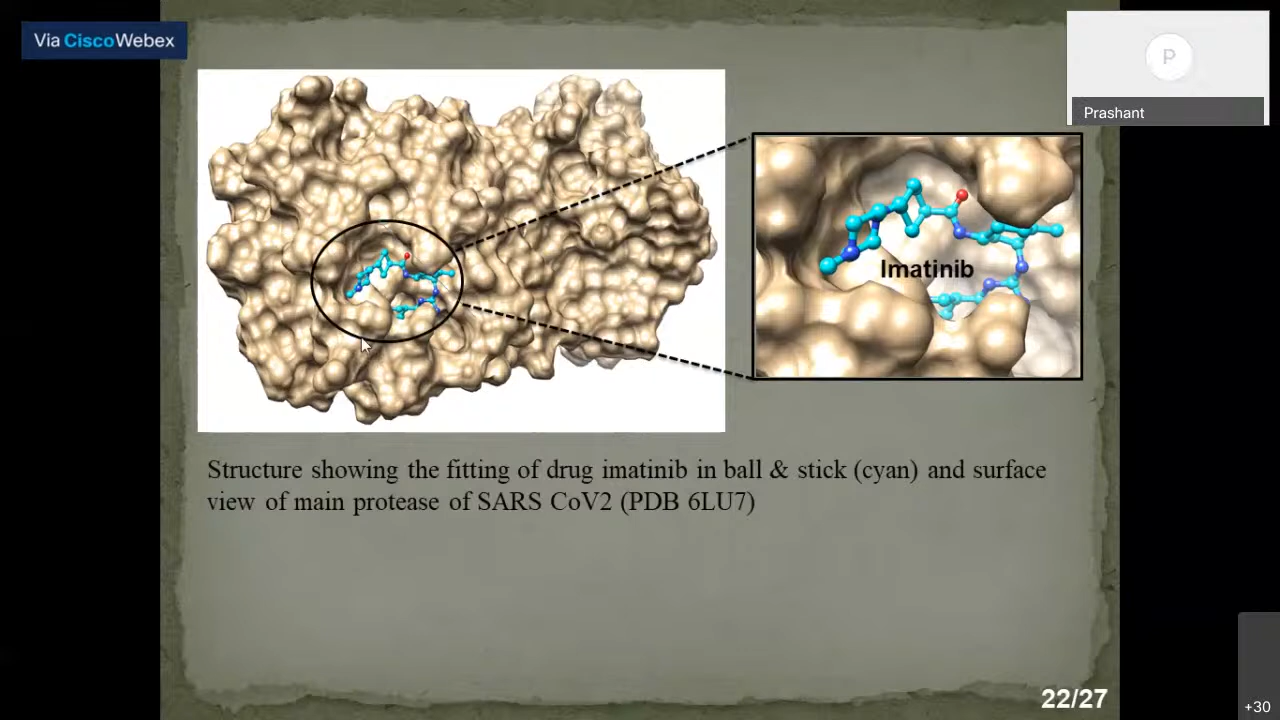 Via CiscoWebex
P
Prashant
Imatinib
Structure showing the fitting of drug imatinib in ball & stick (cyan) and surface
view of main protease of SARS CoV2 (PDB 6LU7)
22/27
+30